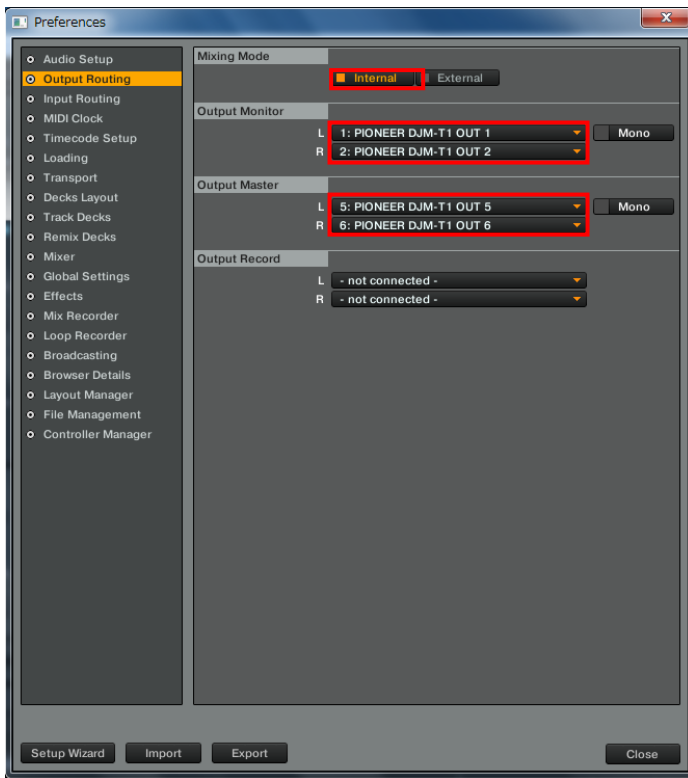 Preferences
X
Audio Setup
Output Routing
Input Routing
MIDI Clock
Timecode Setup
Loading
Transport
Decks Layout
Track Decks
Remix Decks
Mixer
Global Settings
Effects
Mix Recorder
Loop Recorder
Broadcasting
Browser Details
Layout Manager
File Management
Controller Manager
Mixing Mode
Internal External
Output Monitor
L 1: PIONEER DJM-T1 OUT 1 Mono
R 2: PIONEER DJM-T1 OUT 2
Output Master
L 5: PIONEER DJM-T1 OUT 5 Mono
R 6: PIONEER DJM-T1 OUT 6
Output Record
L - not connected -
R - not connected -
Setup Wizard Import Export Close